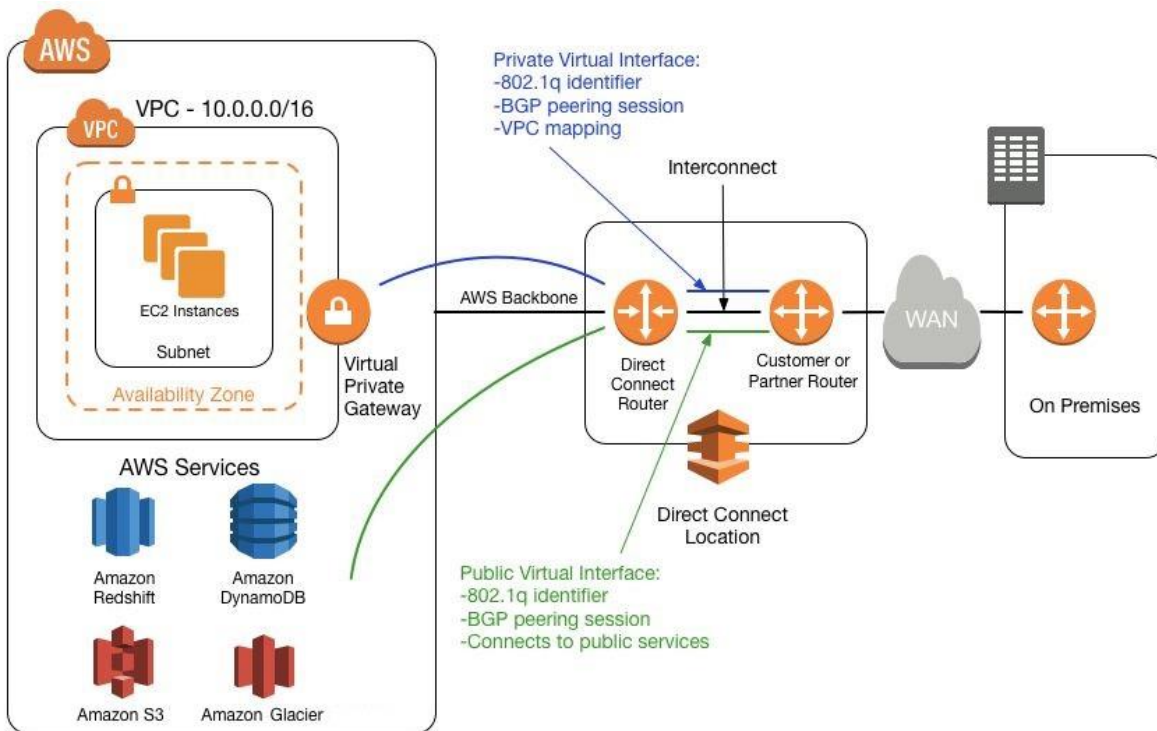 AWS
VPC - 10.0.0.0/16
VPC
EC2 Instances
Subnet
Availability Zone
Virtual
Private
Gateway
AWS Services
Amazon
Redshift
Amazon
DynamoDB
Amazon S3
Amazon Glacier
Private Virtual Interface:
-802.1q identifier
-BGP peering session
-VPC mapping
Interconnect
AWS Backbone
Direct
Connect
Router
Customer or
Partner Router
Direct Connect
Location
Public Virtual Interface:
-802.1q identifier
-BGP peering session
-Connects to public services
WAN
On Premises